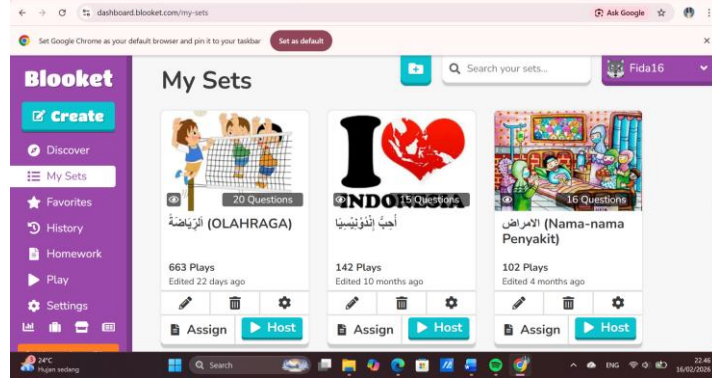 dashboard.blooket.com/my-sets
Ask Google
Set Google Chrome as your default browser and pin it to your taskbar
Set as default
Blooket
My Sets
Search your sets...
Fida16
Create
Discover
My Sets
Favorites
History
Homework
Play
Settings
I
INDONESIA
20 Questions
15 Questions
16 Questions
اَلرِّيَاضَةُ (OLAHRAGA)
أُحِبُّ إِنْدُوْنِيْسِيَا
الامراض (Nama-nama
Penyakit)
663 Plays
142 Plays
102 Plays
Edited 22 days ago
Edited 10 months ago
Edited 4 months ago
Assign
Host
Assign
Host
Assign
Host
24°C
Hujan sedang
Search
ENG
22.46
16/02/2026